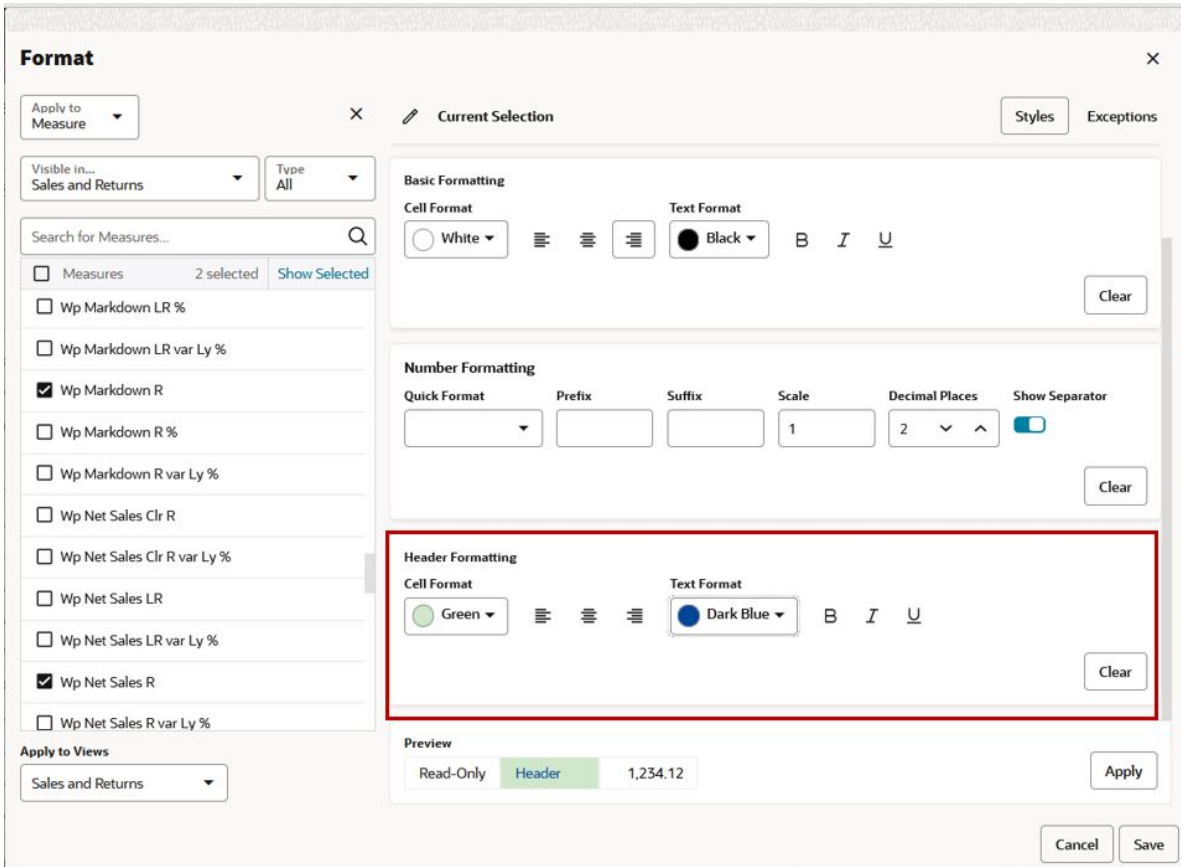 Format
Apply to
Measure
Current Selection
Styles
Exceptions
Visible in...
Sales and Returns
Type
All
Search for Measures...
Measures
2 selected
Show Selected
Wp Markdown LR %
Wp Markdown LR var Ly %
Wp Markdown R
Wp Markdown R %
Wp Markdown R var Ly %
Wp Net Sales Clr R
Wp Net Sales Clr R var Ly %
Wp Net Sales LR
Wp Net Sales LR var Ly %
Wp Net Sales R
Wp Net Sales R var Ly %
Apply to Views
Sales and Returns
Basic Formatting
Cell Format
Text Format
White
Black
B I U
Clear
Number Formatting
Quick Format
Prefix
Suffix
Scale
Decimal Places
Show Separator
1
2
Clear
Header Formatting
Cell Format
Text Format
Green
Dark Blue
B I U
Clear
Preview
Read-Only
Header
1,234.12
Apply
Cancel
Save